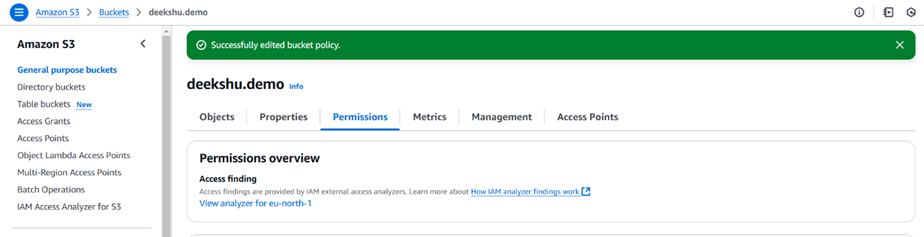 Amazon S3 > Buckets > deekshu.demo
Amazon S3
General purpose buckets
Directory buckets
Table buckets New
Access Grants
Access Points
Object Lambda Access Points
Multi-Region Access Points
Batch Operations
IAM Access Analyzer for S3
Successfully edited bucket policy.
deekshu.demo Info
Objects Properties Permissions Metrics Management Access Points
Permissions overview
Access finding
Access findings are provided by IAM external access analyzers. Learn more about How IAM analyzer findings work
View analyzer for eu-north-1